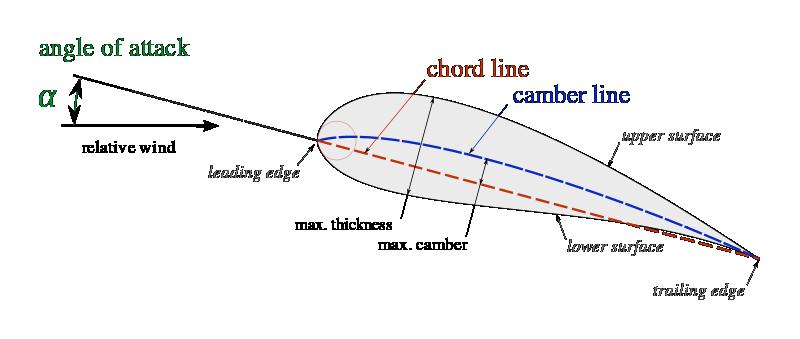 angle of attack
α
relative wind
chord line
camber line
upper surface
leading edge
max. thickness
max. camber
lower surface
trailing edge